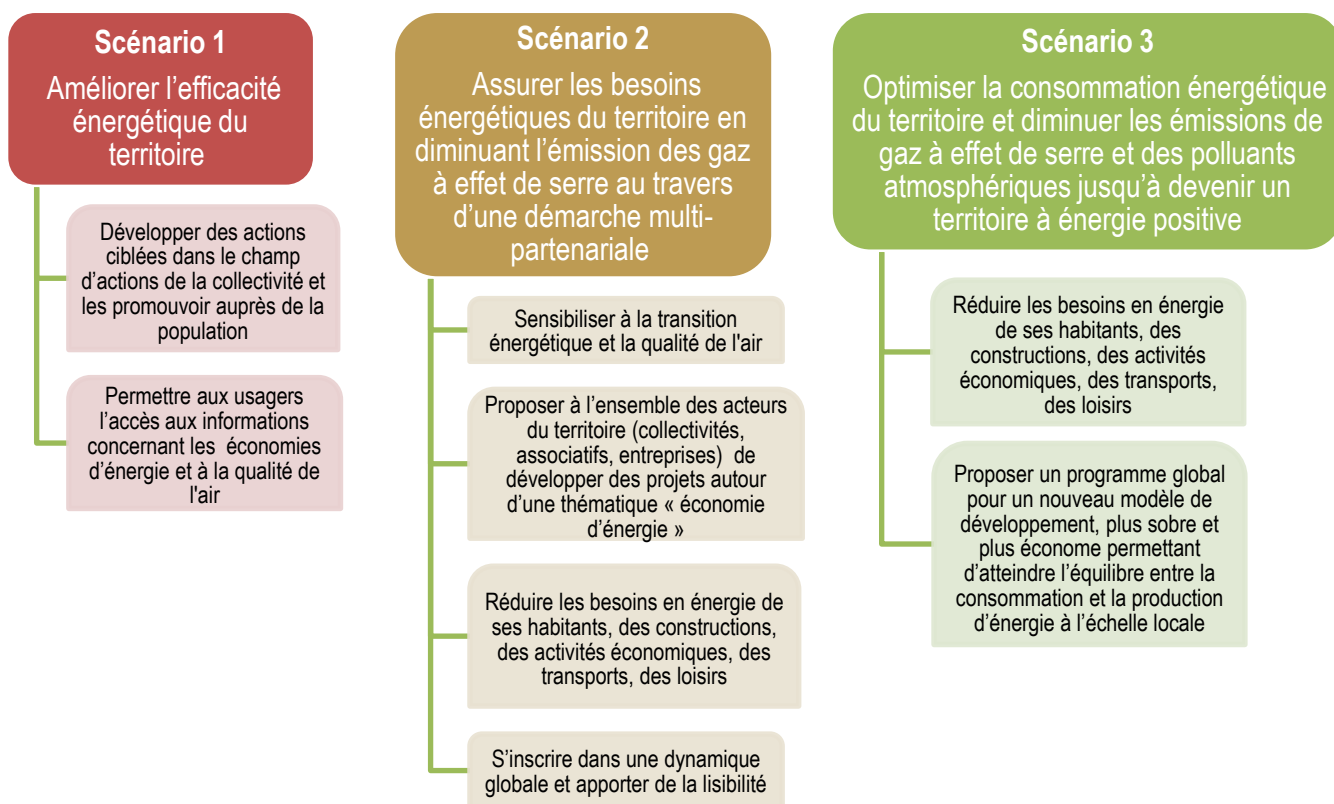 Scénario 1
Améliorer l’efficacité
énergétique du
territoire
Développer des actions
ciblées dans le champ
d’actions de la collectivité et
les promouvoir auprès de la
population
Permettre aux usagers
l’accès aux informations
concernant les économies
d’énergie et à la qualité de
l'air
Scénario 2
Assurer les besoins
énergétiques du territoire en
diminuant l’émission des gaz
à effet de serre au travers
d’une démarche multi-
partenariale
Sensibiliser à la transition
énergétique et la qualité de l'air
Proposer à l’ensemble des acteurs
du territoire (collectivités,
associatifs, entreprises) de
développer des projets autour
d’une thématique « économie
d’énergie »
Réduire les besoins en énergie de
ses habitants, des constructions,
des activités économiques, des
transports, des loisirs
S’inscrire dans une dynamique
globale et apporter de la lisibilité
Scénario 3
Optimiser la consommation énergétique
du territoire et diminuer les émissions de
gaz à effet de serre et des polluants
atmosphériques jusqu’à devenir un
territoire à énergie positive
Réduire les besoins en énergie
de ses habitants, des
constructions, des activités
économiques, des transports,
des loisirs
Proposer un programme global
pour un nouveau modèle de
développement, plus sobre et
plus économe permettant
d’atteindre l’équilibre entre la
consommation et la production
d’énergie à l’échelle locale